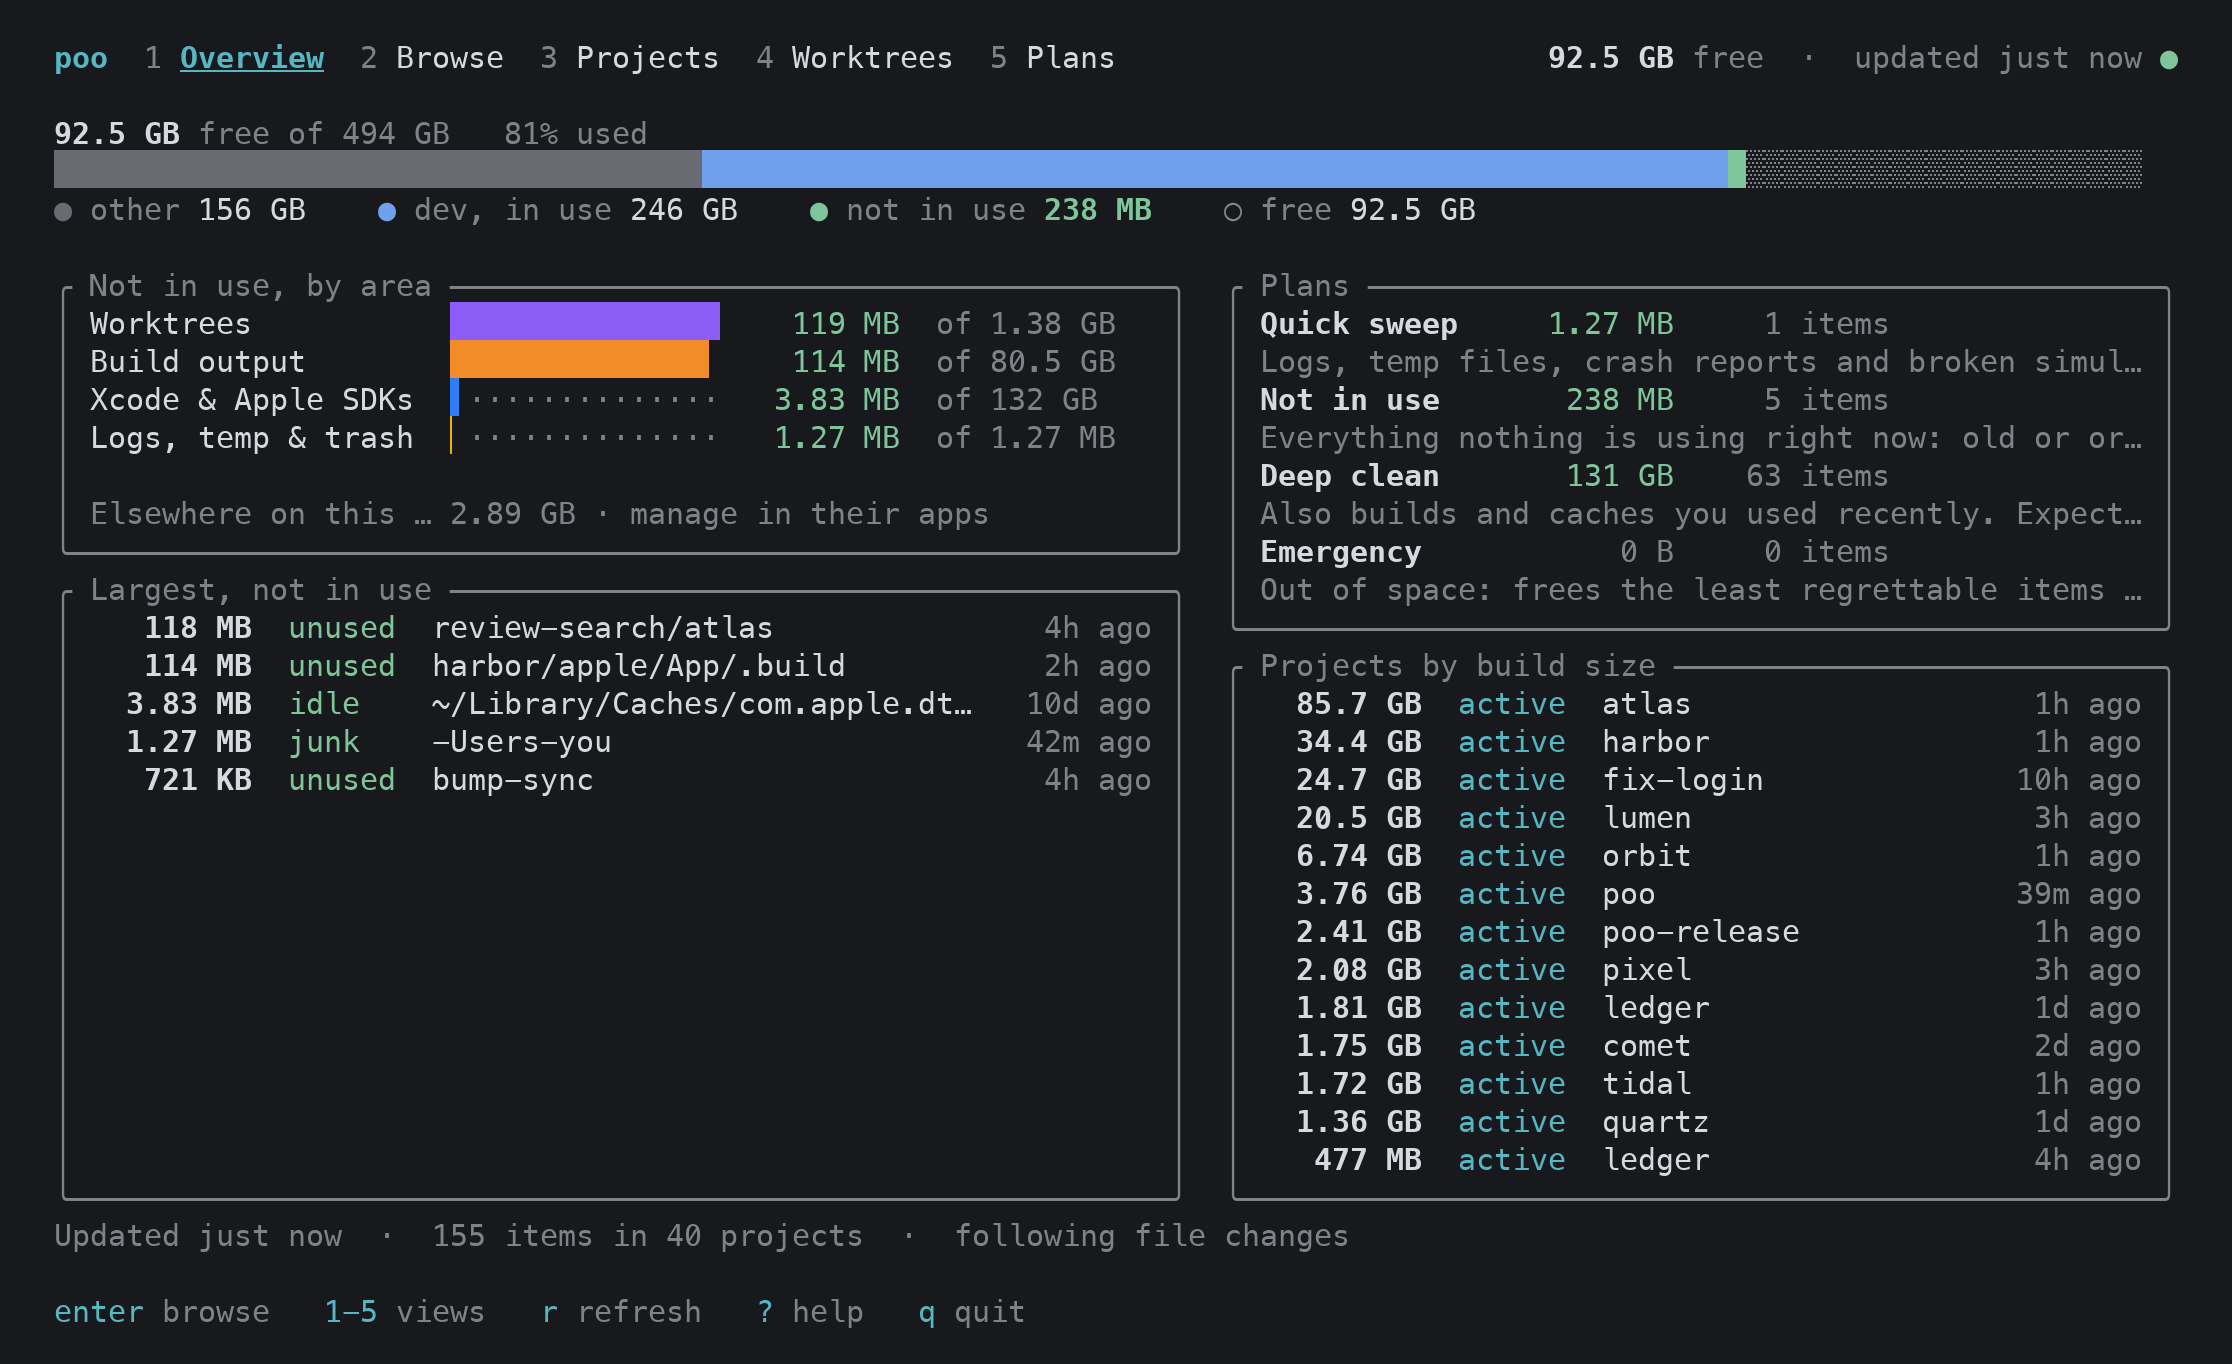 poo 1 Overview 2 Browse 3 Projects 4 Worktrees 5 Plans 92.5 GB free · updated just now ●
92.5 GB free of 494 GB 81% used
● other 156 GB ● dev, in use 246 GB ● not in use 238 MB ○ free 92.5 GB
Not in use, by area
Worktrees 119 MB of 1.38 GB
Build output 114 MB of 80.5 GB
Xcode & Apple SDKs ·············· 3.83 MB of 132 GB
Logs, temp & trash ·············· 1.27 MB of 1.27 MB
Elsewhere on this … 2.89 GB · manage in their apps
Plans
Quick sweep 1.27 MB 1 items
Logs, temp files, crash reports and broken simul…
Not in use 238 MB 5 items
Everything nothing is using right now: old or or…
Deep clean 131 GB 63 items
Also builds and caches you used recently. Expect…
Emergency 0 B 0 items
Out of space: frees the least regrettable items …
Largest, not in use
118 MB unused review-search/atlas 4h ago
114 MB unused harbor/apple/App/.build 2h ago
3.83 MB idle ~/Library/Caches/com.apple.dt… 10d ago
1.27 MB junk -Users-you 42m ago
721 KB unused bump-sync 4h ago
Projects by build size
85.7 GB active atlas 1h ago
34.4 GB active harbor 1h ago
24.7 GB active fix-login 10h ago
20.5 GB active lumen 3h ago
6.74 GB active orbit 1h ago
3.76 GB active poo 39m ago
2.41 GB active poo-release 1h ago
2.08 GB active pixel 3h ago
1.81 GB active ledger 1d ago
1.75 GB active comet 2d ago
1.72 GB active tidal 1h ago
1.36 GB active quartz 1d ago
477 MB active ledger 4h ago
Updated just now · 155 items in 40 projects · following file changes
enter browse 1-5 views r refresh ? help q quit